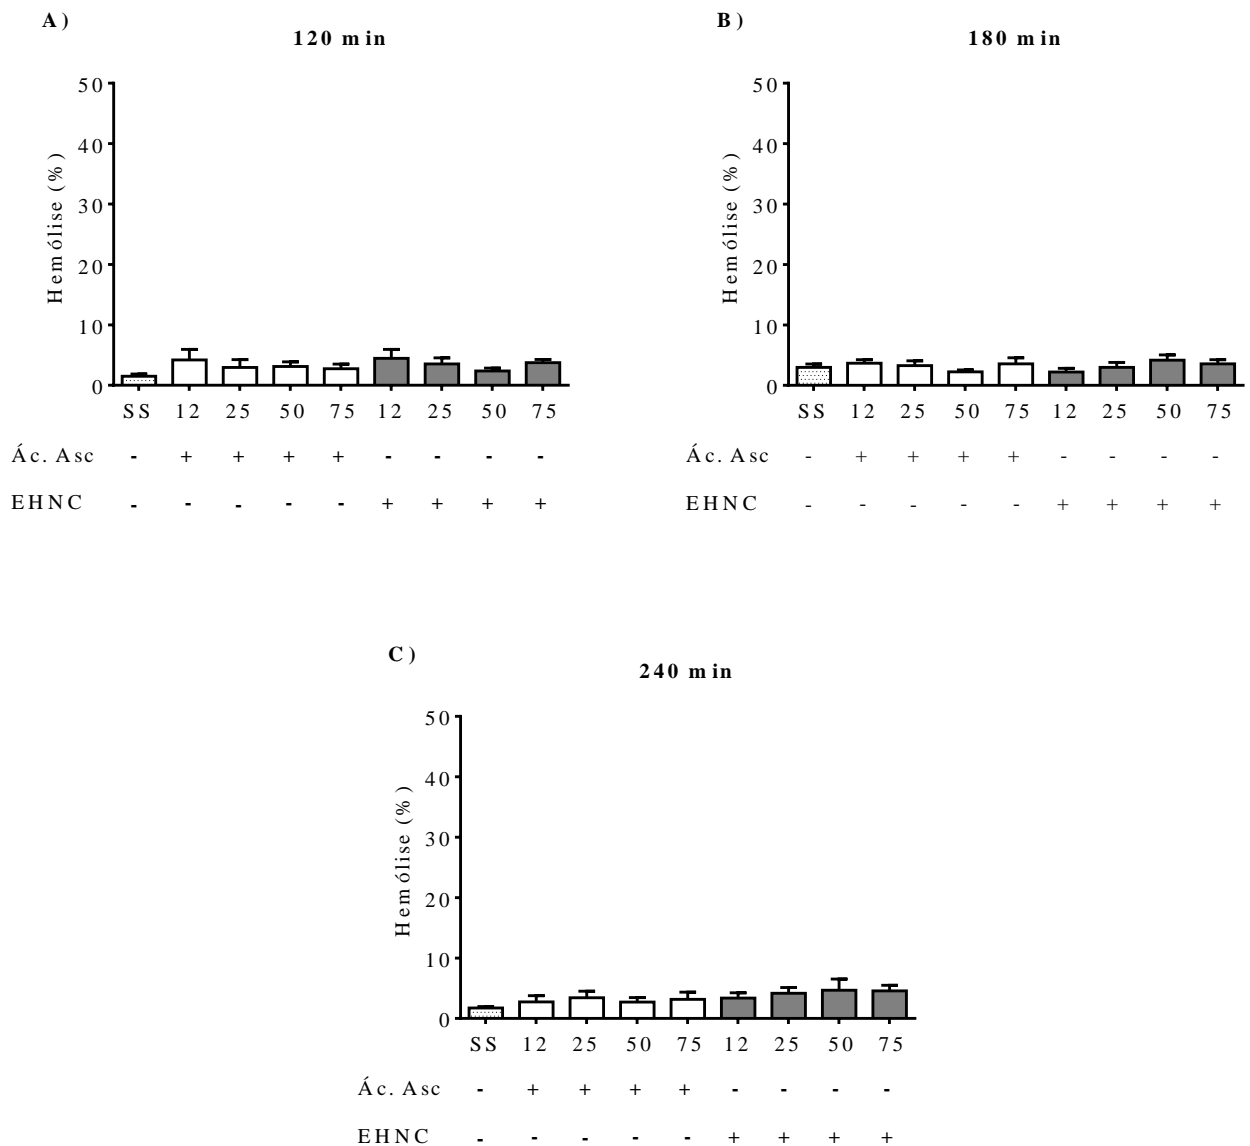 A)
120 min
Hemólise (%)
50
40
30
20
10
0
SS 12 25 50 75 12 25 50 75
Ác. Asc - + + + + - - - -
EHNC - - - - - + + + +
B)
180 min
Hemólise (%)
50
40
30
20
10
0
SS 12 25 50 75 12 25 50 75
Ác. Asc - + + + + - - - -
EHNC - - - - - + + + +
C)
240 min
Hemólise (%)
50
40
30
20
10
0
SS 12 25 50 75 12 25 50 75
Ác. Asc - + + + + - - - -
EHNC - - - - - + + + +